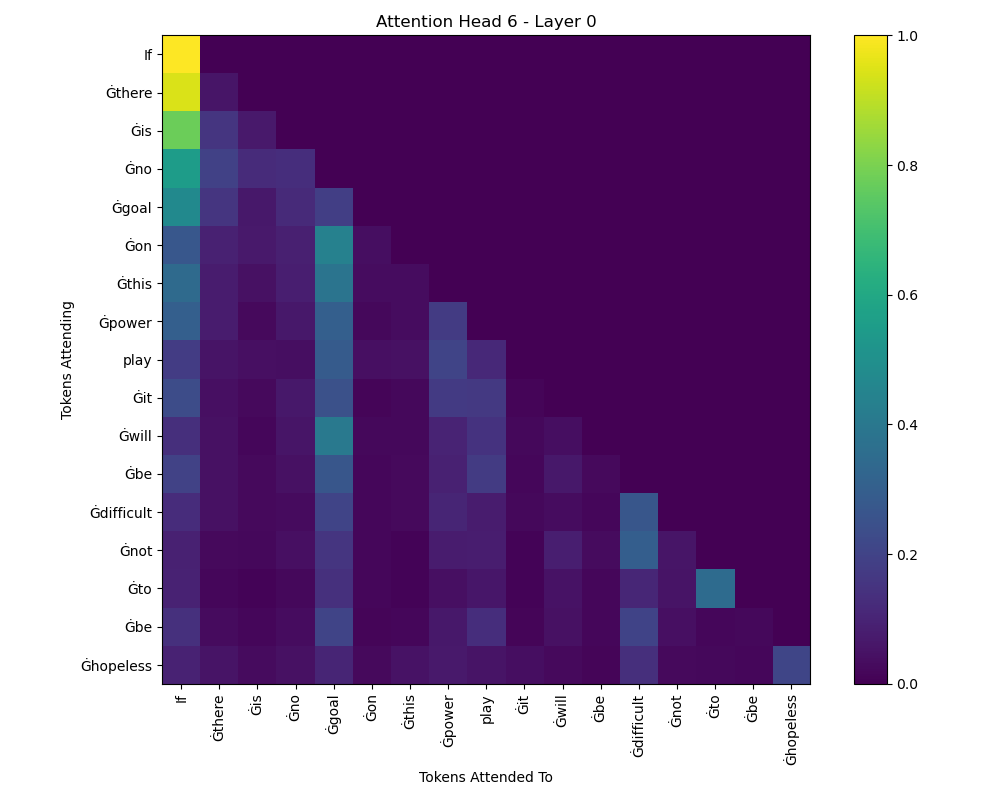 Attention Head 6 - Layer 0
If
Ġthere
Ġis
Ġno
Ġgoal
Ġon
Ġthis
Ġpower
play
Ġit
Ġwill
Ġbe
Ġdifficult
Ġnot
Ġto
Ġbe
Ġhopeless
Tokens Attending
If
Ġthere
Ġis
Ġno
Ġgoal
Ġon
Ġthis
Ġpower
play
Ġit
Ġwill
Ġbe
Ġdifficult
Ġnot
Ġto
Ġbe
Ġhopeless
Tokens Attended To
1.0
0.8
0.6
0.4
0.2
0.0